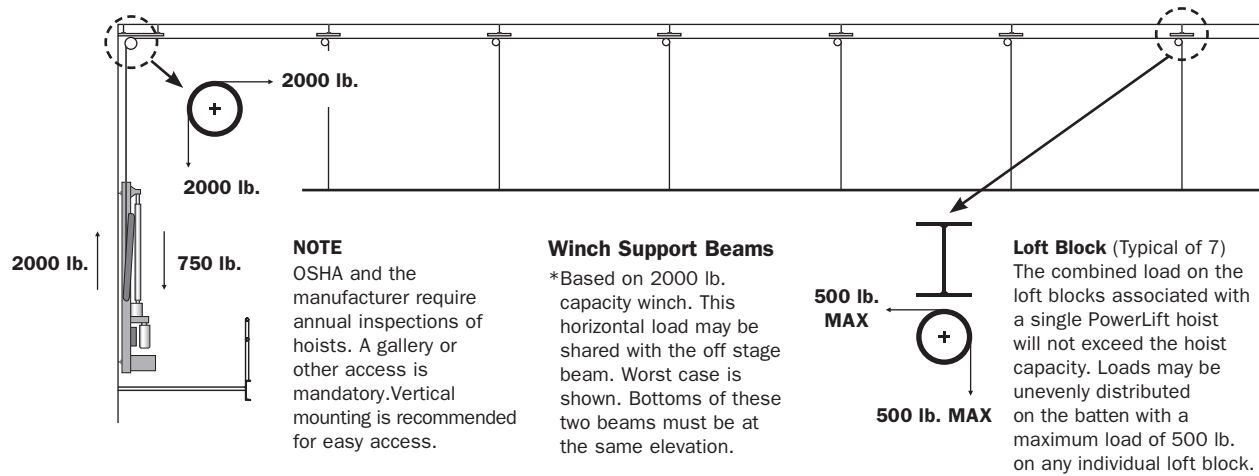 2000 lb.
2000 lb.
2000 lb.
750 lb.
NOTE
OSHA and the
manufacturer require
annual inspections of
hoists. A gallery or
other access is
mandatory.Vertical
mounting is recommended
for easy access.
Winch Support Beams
*Based on 2000 lb.
capacity winch. This
horizontal load may be
shared with the off stage
beam. Worst case is
shown. Bottoms of these
two beams must be at
the same elevation.
500 lb.
MAX
500 lb. MAX
Loft Block (Typical of 7)
The combined load on the
loft blocks associated with
a single PowerLift hoist
will not exceed the hoist
capacity. Loads may be
unevenly distributed
on the batten with a
maximum load of 500 lb.
on any individual loft block.